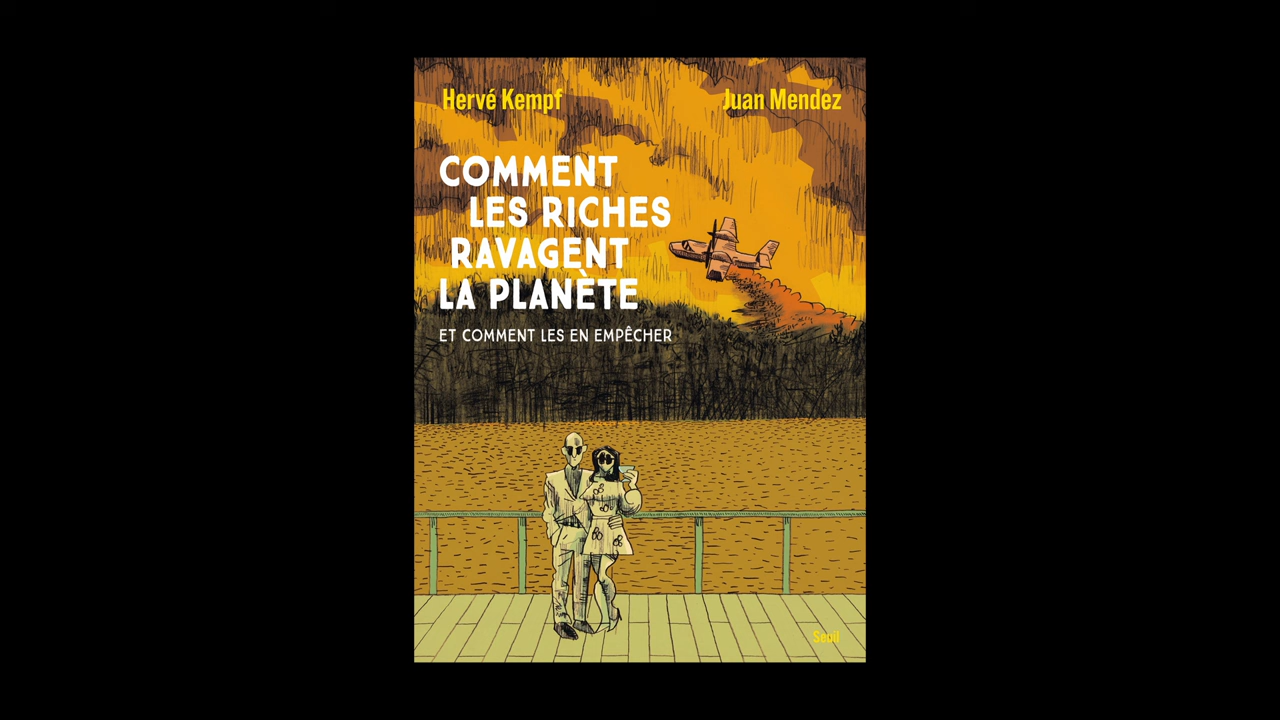 Hervé Kempf
Juan Mendez
COMMENT
LES RICHES
RAVAGENT
LA PLANÈTE
ET COMMENT LES EN EMPÊCHER
Seuil